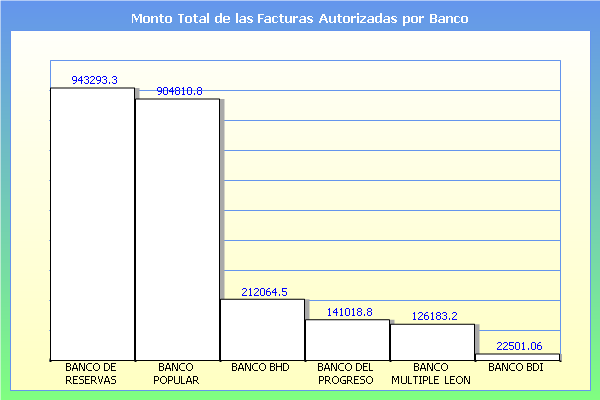 Monto Total de las Facturas Autorizadas por Banco
943293.3
904810.8
212064.5
141018.8
126183.2
22501.06
BANCO DE
RESERVAS
BANCO
POPULAR
BANCO BHD
BANCO DEL
PROGRESO
BANCO
MULTIPLE LEON
BANCO BDI